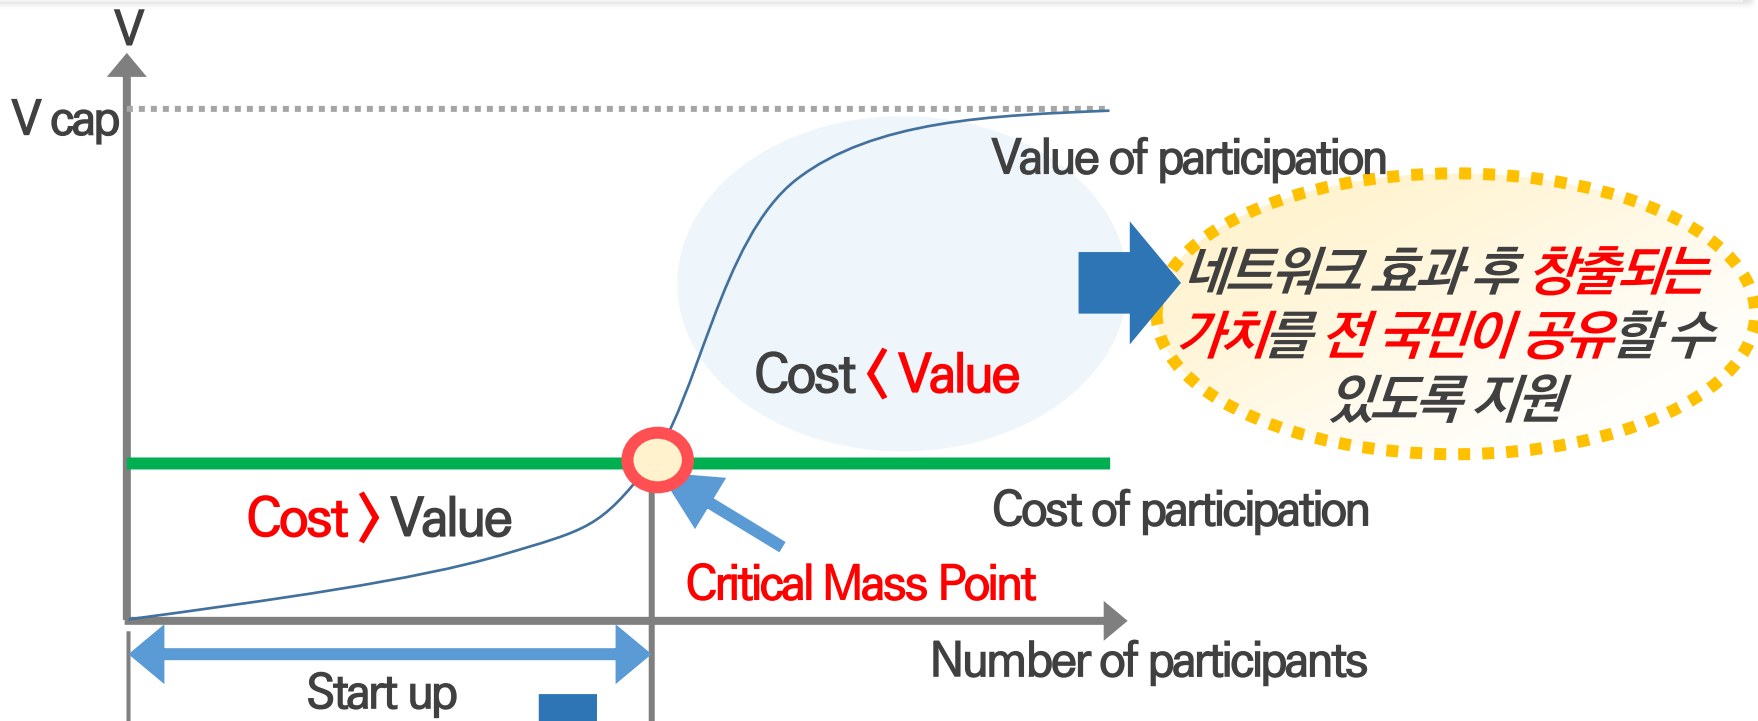 V
V cap
Value of participation
네트워크 효과 후 창출되는
가치를 전 국민이 공유할 수
있도록 지원
Cost < Value
Cost > Value
Cost of participation
Critical Mass Point
Number of participants
Start up